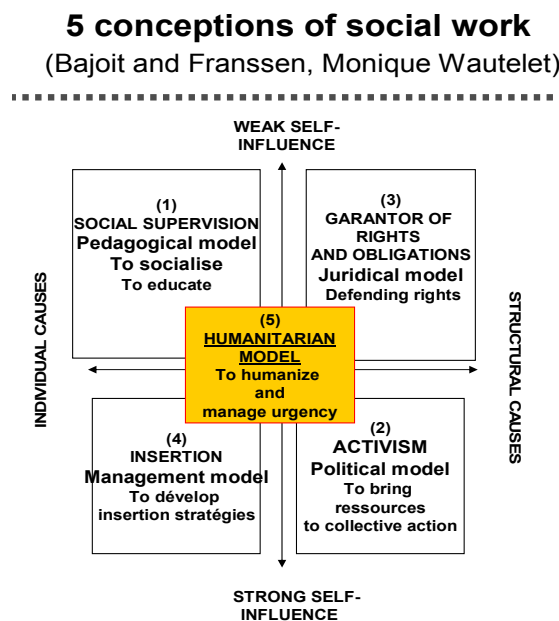 5 conceptions of social work
(Bajoit and Franssen, Monique Wautelet)
WEAK SELF-
INFLUENCE
(1)
SOCIAL SUPERVISION
Pedagogical model
To socialise
To educate
(3)
GARANTOR OF
RIGHTS
AND OBLIGATIONS
Juridical model
Defending rights
INDIVIDUAL CAUSES
(5)
HUMANITARIAN
MODEL
To humanize
and
manage urgency
STRUCTURAL CAUSES
(4)
INSERTION
Management model
To dévelop
insertion stratégies
(2)
ACTIVISM
Political model
To bring
ressources
to collective action
STRONG SELF-
INFLUENCE